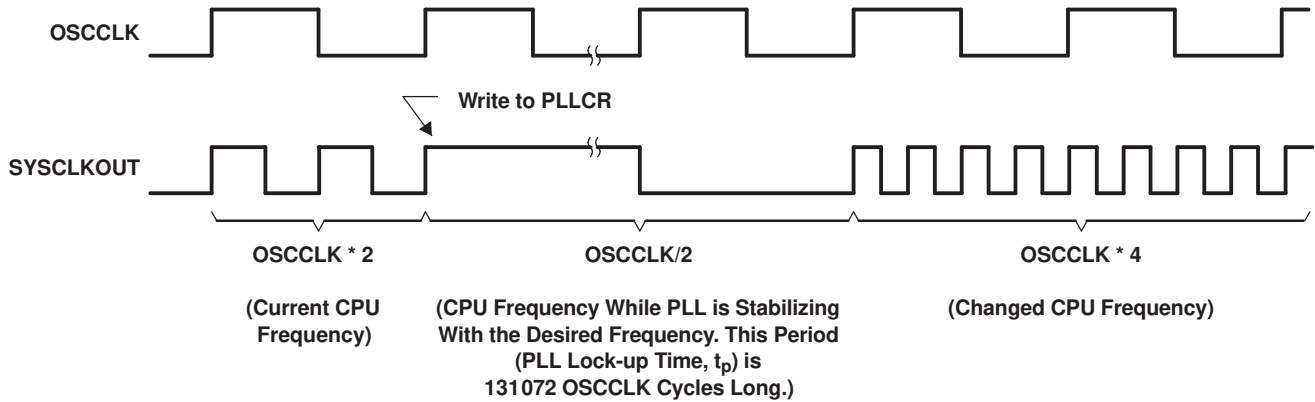 OSCCLK
Write to PLLCR
SYSCLKOUT
OSCCLK * 2
OSCCLK/2
OSCCLK * 4
(Current CPU
Frequency)
(CPU Frequency While PLL is Stabilizing
With the Desired Frequency. This Period
(PLL Lock-up Time, tp) is
131072 OSCCLK Cycles Long.)
(Changed CPU Frequency)